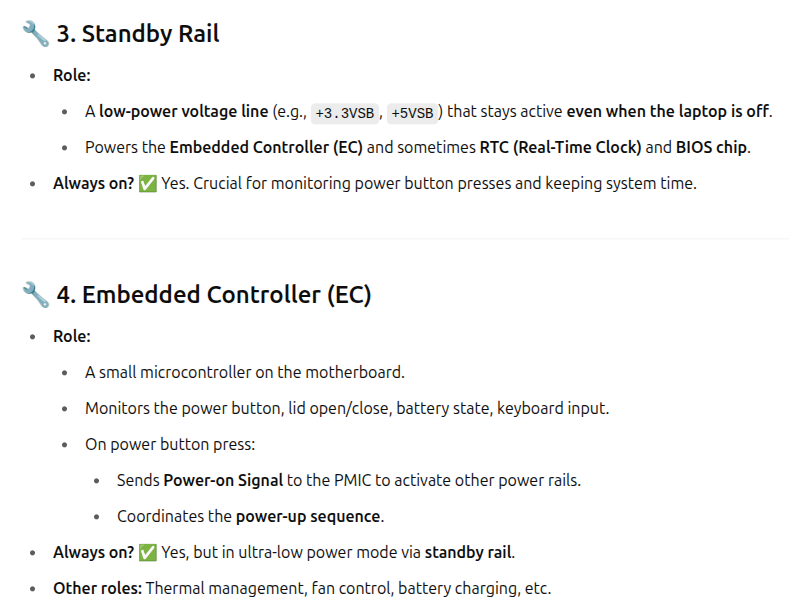 🔧 3. Standby Rail
• Role:
• A low-power voltage line (e.g., +3.3VSB, +5VSB) that stays active even when the laptop is off.
• Powers the Embedded Controller (EC) and sometimes RTC (Real-Time Clock) and BIOS chip.
• Always on? ✅ Yes. Crucial for monitoring power button presses and keeping system time.
🔧 4. Embedded Controller (EC)
• Role:
• A small microcontroller on the motherboard.
• Monitors the power button, lid open/close, battery state, keyboard input.
• On power button press:
• Sends Power-on Signal to the PMIC to activate other power rails.
• Coordinates the power-up sequence.
• Always on? ✅ Yes, but in ultra-low power mode via standby rail.
• Other roles: Thermal management, fan control, battery charging, etc.